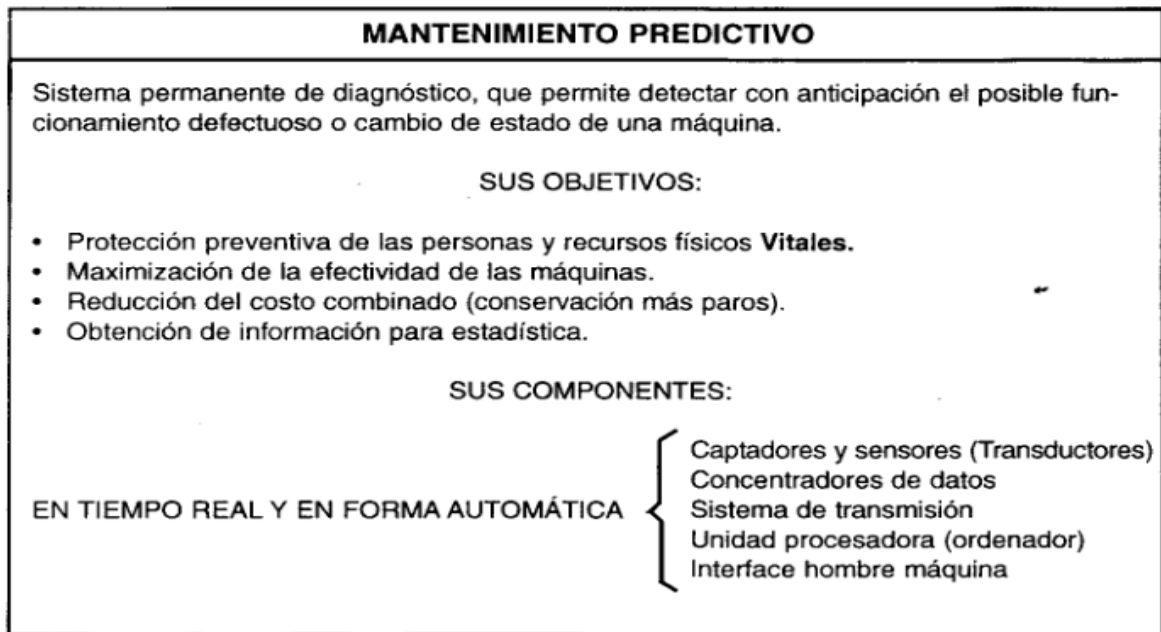 MANTENIMIENTO PREDICTIVO
Sistema permanente de diagnóstico, que permite detectar con anticipación el posible fun-
cionamiento defectuoso o cambio de estado de una máquina.
SUS OBJETIVOS:
• Protección preventiva de las personas y recursos físicos Vitales.
• Maximización de la efectividad de las máquinas.
• Reducción del costo combinado (conservación más paros).
• Obtención de información para estadística.
SUS COMPONENTES:
EN TIEMPO REAL Y EN FORMA AUTOMÁTICA
Captadores y sensores (Transductores)
Concentradores de datos
Sistema de transmisión
Unidad procesadora (ordenador)
Interface hombre máquina